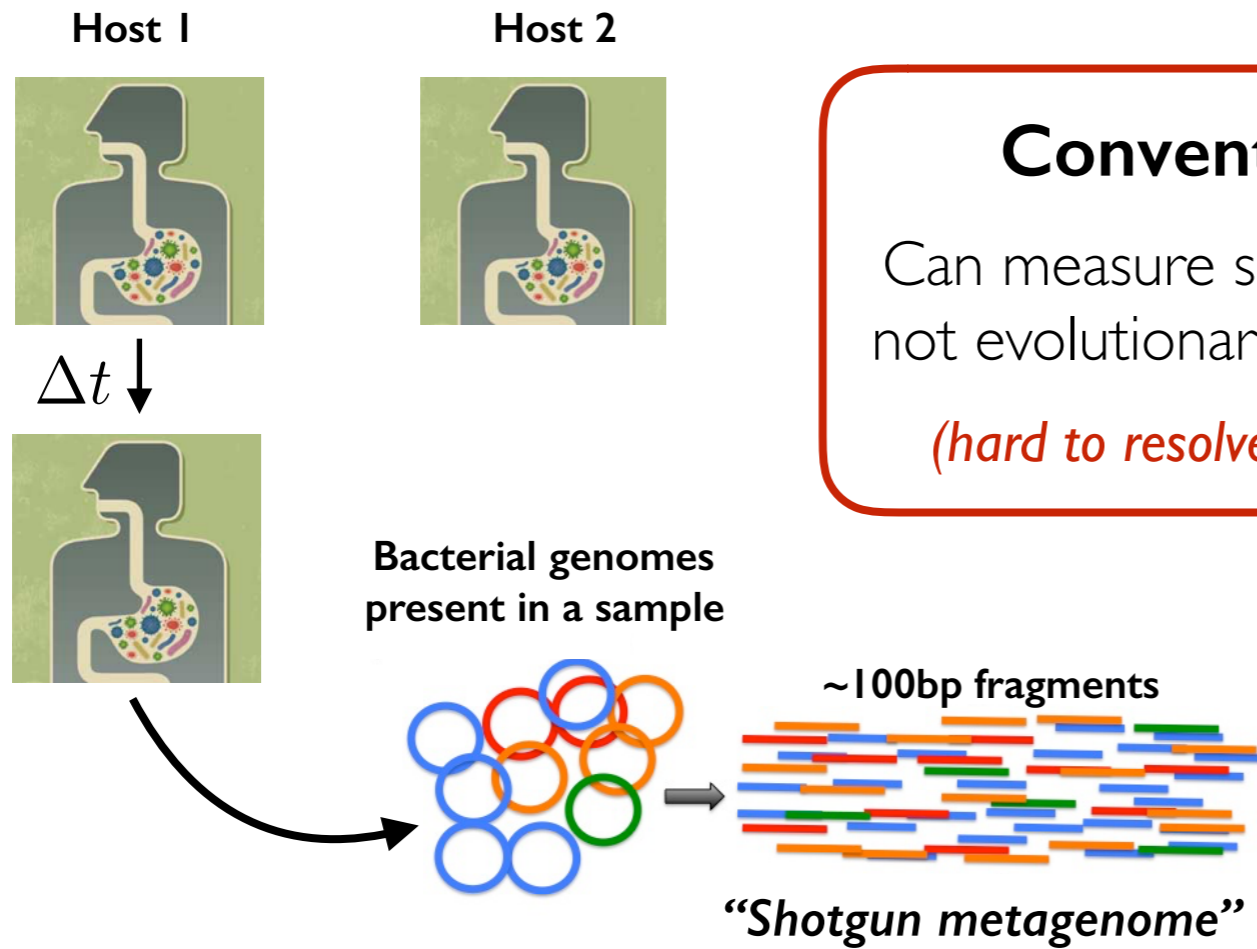 Host 1
Host 2
Δt
Convent
Can measure s
not evolutionar
(hard to resolve
Bacterial genomes
present in a sample
~100bp fragments
“Shotgun metagenome”